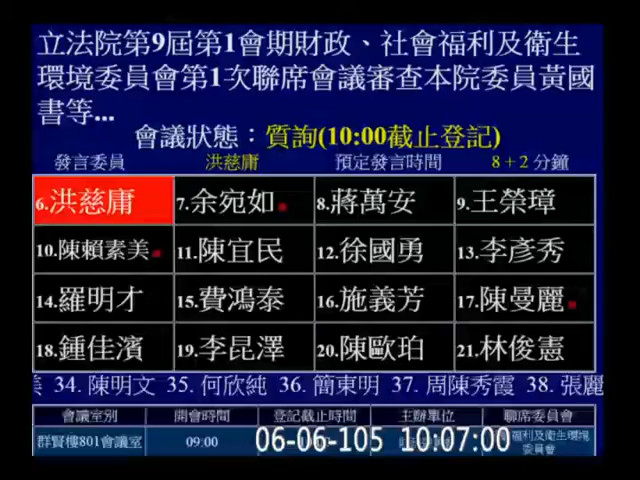 立法院第9屆第1會期財政、社會福利及衛生
環境委員會第1次聯席會議審查本院委員黃國
書等...
會議狀態：質詢(10:00截止登記)
發言委員 洪慈庸 預定發言時間 8+2 分鐘
6.洪慈庸 7.余宛如 8.蔣萬安 9.王榮璋
10.陳賴素美 11.陳宜民 12.徐國勇 13.李彥秀
14.羅明才 15.費鴻泰 16.施義芳 17.陳曼麗
18.鍾佳濱 19.李昆澤 20.陳歐珀 21.林俊憲
34. 陳明文 35. 何欣純 36. 簡東明 37. 周陳秀霞 38. 張麗
會議室別 開會時間 登記截止時間 主辦單位 聯席委員會
群賢樓801會議室 09:00 06-06-105 10:07:00 福利及衛生環境
委員會